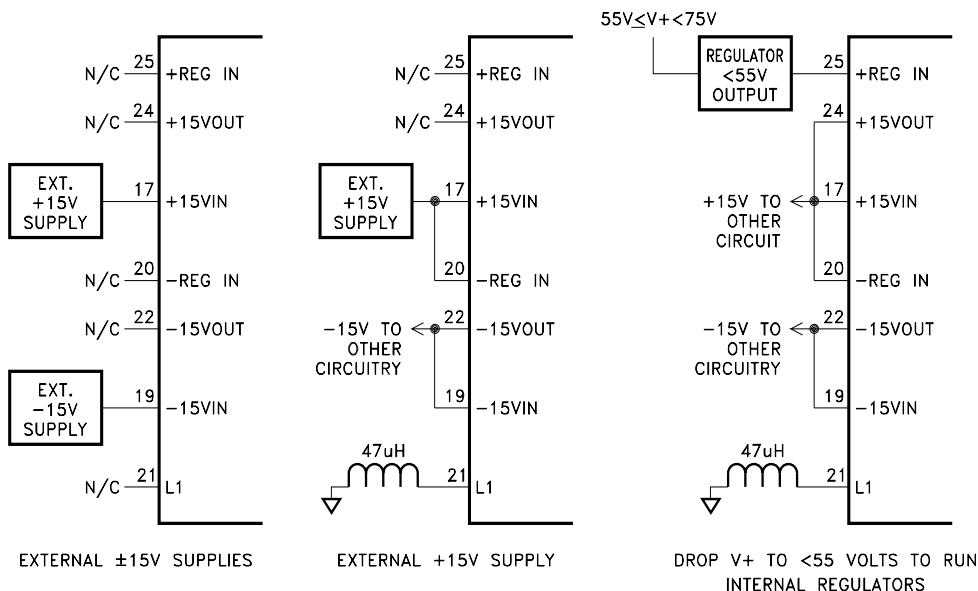 25
N/C
+REG IN
24
N/C
+15VOUT
EXT.
+15V
SUPPLY
17
+15VIN
20
N/C
-REG IN
22
N/C
-15VOUT
EXT.
-15V
SUPPLY
19
-15VIN
21
N/C
L1
EXTERNAL ±15V SUPPLIES
25
N/C
+REG IN
24
N/C
+15VOUT
EXT.
+15V
SUPPLY
17
+15VIN
20
-REG IN
22
-15V TO
OTHER
CIRCUITRY
-15VOUT
19
-15VIN
47uH
21
L1
EXTERNAL +15V SUPPLY
55V≤V+<75V
REGULATOR
<55V
OUTPUT
25
+REG IN
24
+15VOUT
+15V TO
OTHER
CIRCUIT
17
+15VIN
20
-REG IN
22
-15V TO
OTHER
CIRCUITRY
-15VOUT
19
-15VIN
47uH
21
L1
DROP V+ TO <55 VOLTS TO RUN
INTERNAL REGULATORS